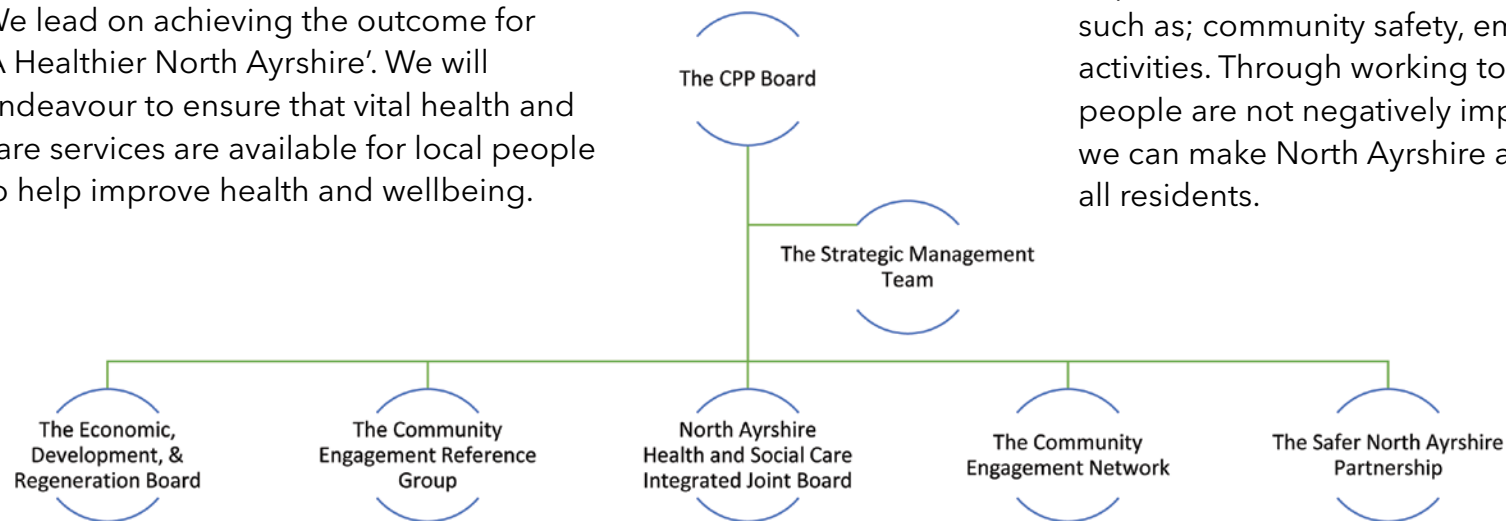 We lead on achieving the outcome for
A Healthier North Ayrshire'. We will
endeavour to ensure that vital health and
care services are available for local people
to help improve health and wellbeing.
such as; community safety,
activities. Through working
people are not negatively
we can make North Ayrshire
all residents.
The CPP Board
The Strategic Management
Team
The Economic,
Development, &
Regeneration Board
The Community
Engagement Reference
Group
North Ayrshire
Health and Social Care
Integrated Joint Board
The Community
Engagement Network
The Safer North Ayrshire
Partnership